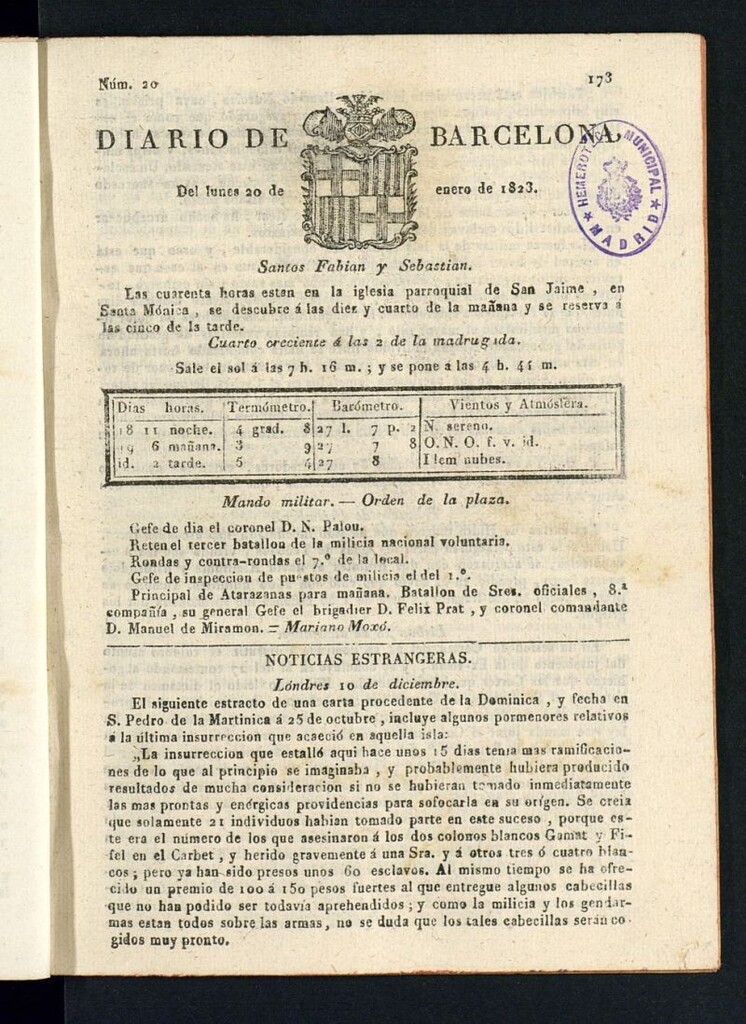 Núm. 20
173
DIARIO DE BARCELONA,
Del lunes 20 de enero de 1823.
HEMEROTECA MUNICIPAL
MADRID
Santos Fabian y Sebastian.
Las cuarenta horas estan en la iglesia parroquial de San Jaime , en
Santa Mónica , se descubre á las diez y cuarto de la mañana y se reserva á
las cinco de la tarde.
Cuarto creciente á las 2 de la madrugada.
Sale el sol á las 7 h. 16 m. ; y se pone á las 4 h. 44 m.
Dias horas. Termómetro. Barómetro. Vientos y Atmósfera.
18 11 noche. 4 grad. 8 27 l. 7 p. 2 N. sereno.
19 6 mañana. 3 9 27 7 8 O. N. O. f. v. id.
id. 2 tarde. 5 4 27 8 Idem nubes.
Mando militar. — Orden de la plaza.
Gefe de dia el coronel D. N. Palou.
Reten el tercer batallon de la milicia nacional voluntaria.
Rondas y contra-rondas el 7.º de la local.
Gefe de inspeccion de puestos de milicia el del 1.º.
Principal de Atarazanas para mañana. Batallon de Sres. oficiales , 8.ª
compañía , su general Gefe el brigadier D. Felix Prat , y coronel comandante
D. Manuel de Miramon. = Mariano Moxó.
NOTICIAS ESTRANGERAS.
Lóndres 10 de diciembre.
El siguiente estracto de una carta procedente de la Dominica , y fecha en
S. Pedro de la Martinica á 25 de octubre , incluye algunos pormenores relativos
á la última insurreccion que acaeció en aquella isla:
„La insurreccion que estalló aqui hace unos 15 dias tenia mas ramificacio-
nes de lo que al principio se imaginaba , y probablemente hubiera producido
resultados de mucha consideracion si no se hubieran tomado inmediatamente
las mas prontas y enérgicas providencias para sofocarla en su orígen. Se creia
que solamente 21 individuos habian tomado parte en este suceso , porque es-
te era el número de los que asesinaron á los dos colonos blancos Gamat y Fi-
fel en el Carbet , y herido gravemente á una Sra. y á otros tres ó cuatro blan-
cos ; pero ya han sido presos unos 60 esclavos. Al mismo tiempo se ha ofre-
cido un premio de 100 á 150 pesos fuertes al que entregue algunos cabecillas
que no han podido ser todavía aprehendidos ; y como la milicia y los gendar-
mas estan todos sobre las armas, no se duda que los tales cabecillas serán co-
gidos muy pronto.